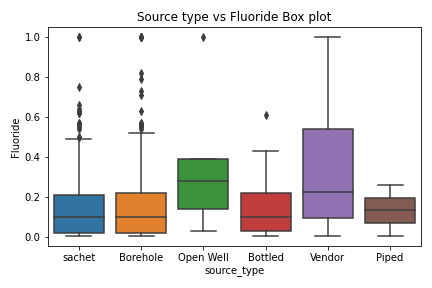 Source type vs Fluoride Box plot
1.0
0.8
0.6
0.4
0.2
0.0
Fluoride
sachet Borehole Open Well Bottled Vendor Piped
source_type